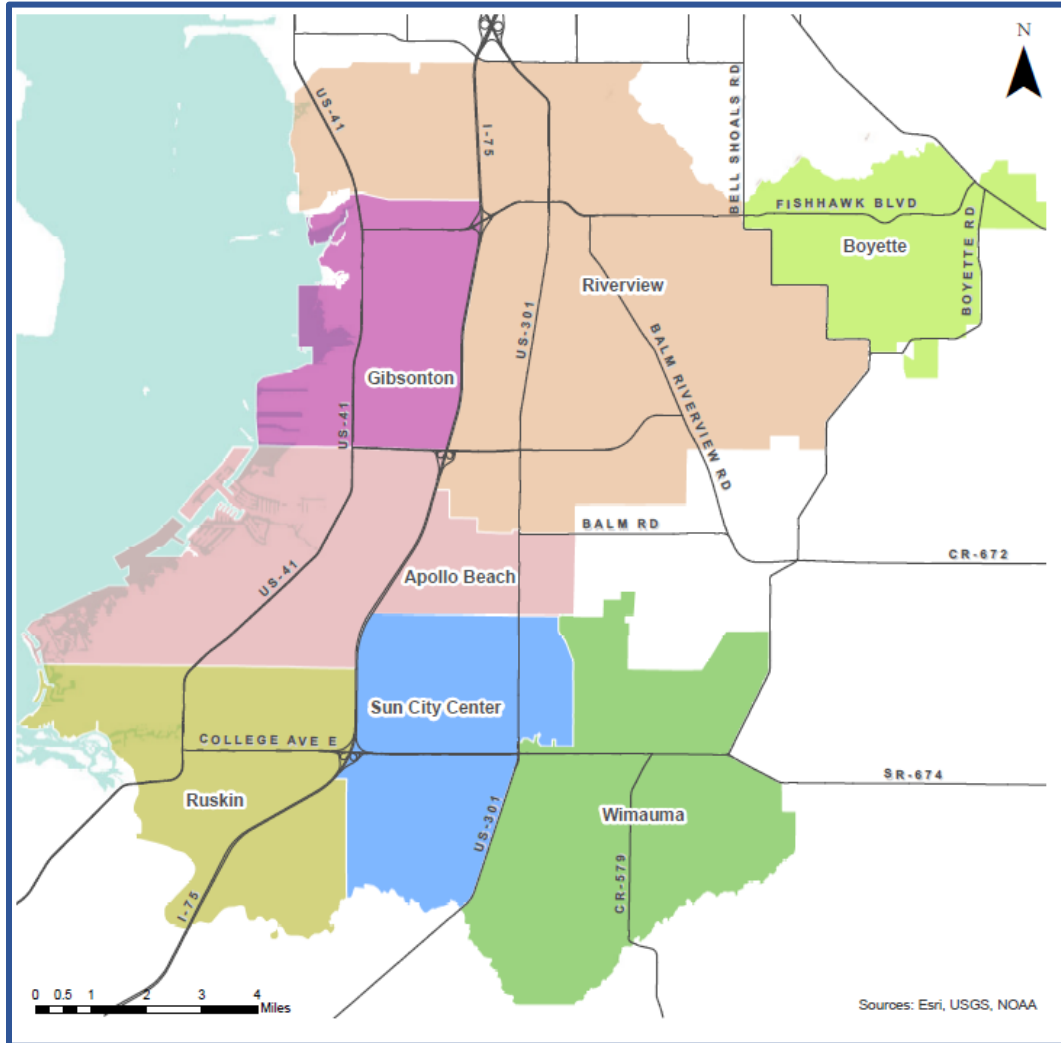 N
US-41
I-75
BELL SHOALS RD
FISHHAWK BLVD
BOYETTE RD
Boyette
Riverview
US-301
BALM RIVERVIEW RD
Gibsonton
US-41
BALM RD
CR-672
US-41
Apollo Beach
Sun City Center
COLLEGE AVE E
SR-674
Ruskin
US-301
Wimauma
CR-579
I-75
0 0.5 1 2 3 4
Miles
Sources: Esri, USGS, NOAA